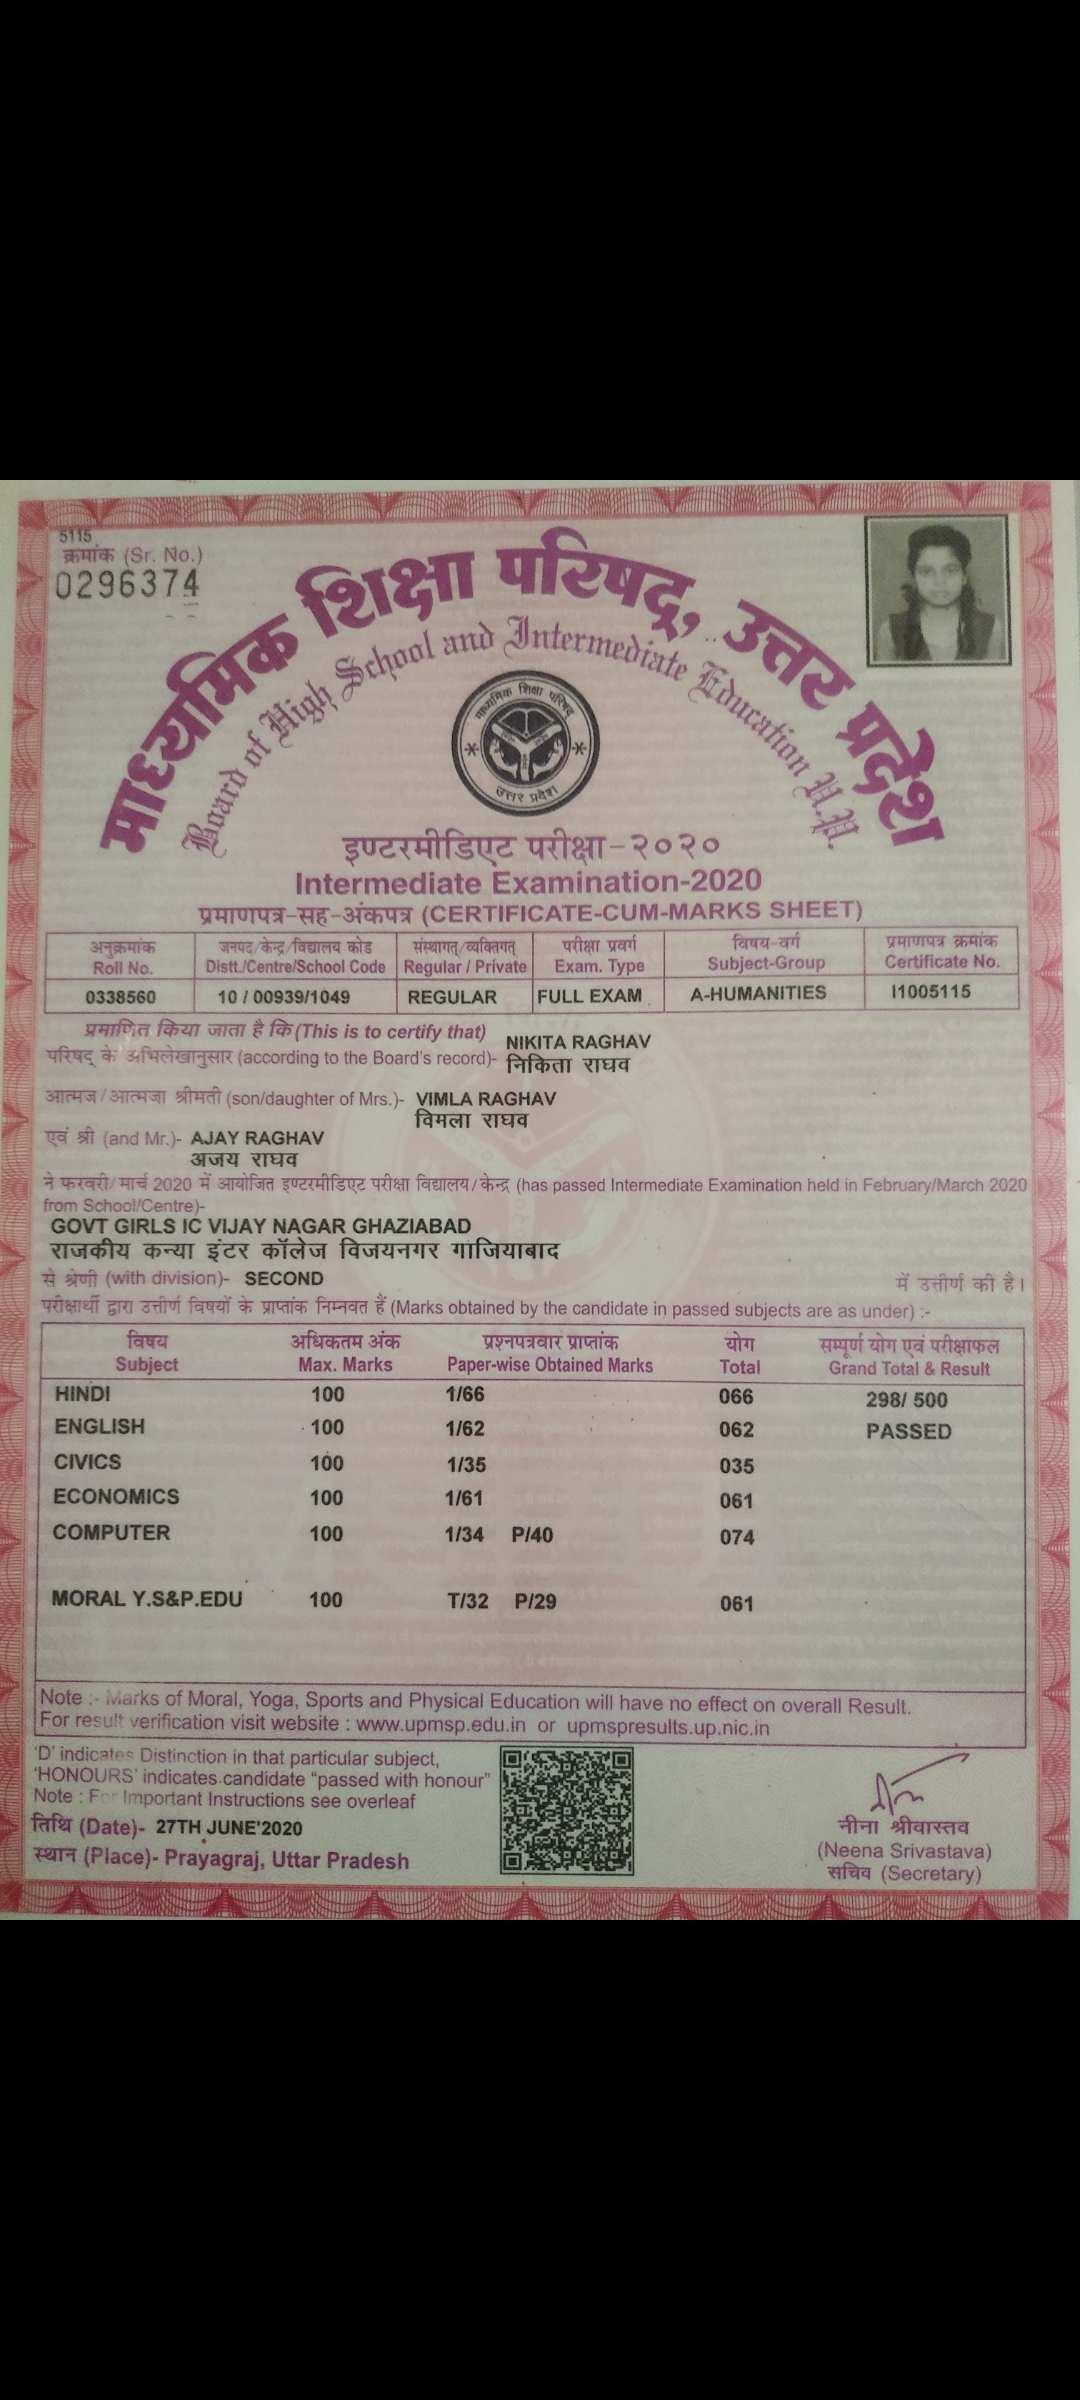 5115
क्रमांक (Sr. No.)
0296374
माध्यमिक शिक्षा परिषद्, उत्तर प्रदेश
Board of High School and Intermediate Education U.P.
माध्यमिक शिक्षा परिषद्
उत्तर प्रदेश
इण्टरमीडिएट परीक्षा-२०२०
Intermediate Examination-2020
प्रमाणपत्र-सह-अंकपत्र (CERTIFICATE-CUM-MARKS SHEET)
अनुक्रमांक जनपद/केन्द्र/विद्यालय कोड संस्थागत्/व्यक्तिगत् परीक्षा प्रवर्ग विषय-वर्ग प्रमाणपत्र क्रमांक
Roll No. Distt./Centre/School Code Regular / Private Exam. Type Subject-Group Certificate No.
0338560 10 / 00939/1049 REGULAR FULL EXAM A-HUMANITIES I1005115
प्रमाणित किया जाता है कि (This is to certify that) NIKITA RAGHAV
परिषद् के अभिलेखानुसार (according to the Board's record)- निकिता राघव
आत्मज/आत्मजा श्रीमती (son/daughter of Mrs.)- VIMLA RAGHAV
विमला राघव
एवं श्री (and Mr.)- AJAY RAGHAV
अजय राघव
ने फरवरी/मार्च 2020 में आयोजित इण्टरमीडिएट परीक्षा विद्यालय/केन्द्र (has passed Intermediate Examination held in February/March 2020
from School/Centre)-
GOVT GIRLS IC VIJAY NAGAR GHAZIABAD
राजकीय कन्या इंटर कॉलेज विजयनगर गाजियाबाद
से श्रेणी (with division)- SECOND में उत्तीर्ण की है।
परीक्षार्थी द्वारा उत्तीर्ण विषयों के प्राप्तांक निम्नवत हैं (Marks obtained by the candidate in passed subjects are as under) :-
विषय अधिकतम अंक प्रश्नपत्रवार प्राप्तांक योग सम्पूर्ण योग एवं परीक्षाफल
Subject Max. Marks Paper-wise Obtained Marks Total Grand Total & Result
HINDI 100 1/66 066 298/ 500
ENGLISH 100 1/62 062 PASSED
CIVICS 100 1/35 035
ECONOMICS 100 1/61 061
COMPUTER 100 1/34 P/40 074
MORAL Y.S&P.EDU 100 T/32 P/29 061
Note :- Marks of Moral, Yoga, Sports and Physical Education will have no effect on overall Result.
For result verification visit website : www.upmsp.edu.in or upmspresults.up.nic.in
'D' indicates Distinction in that particular subject,
'HONOURS' indicates candidate "passed with honour"
Note : For Important Instructions see overleaf
तिथि (Date)- 27TH JUNE'2020
स्थान (Place)- Prayagraj, Uttar Pradesh
नीना श्रीवास्तव
(Neena Srivastava)
सचिव (Secretary)